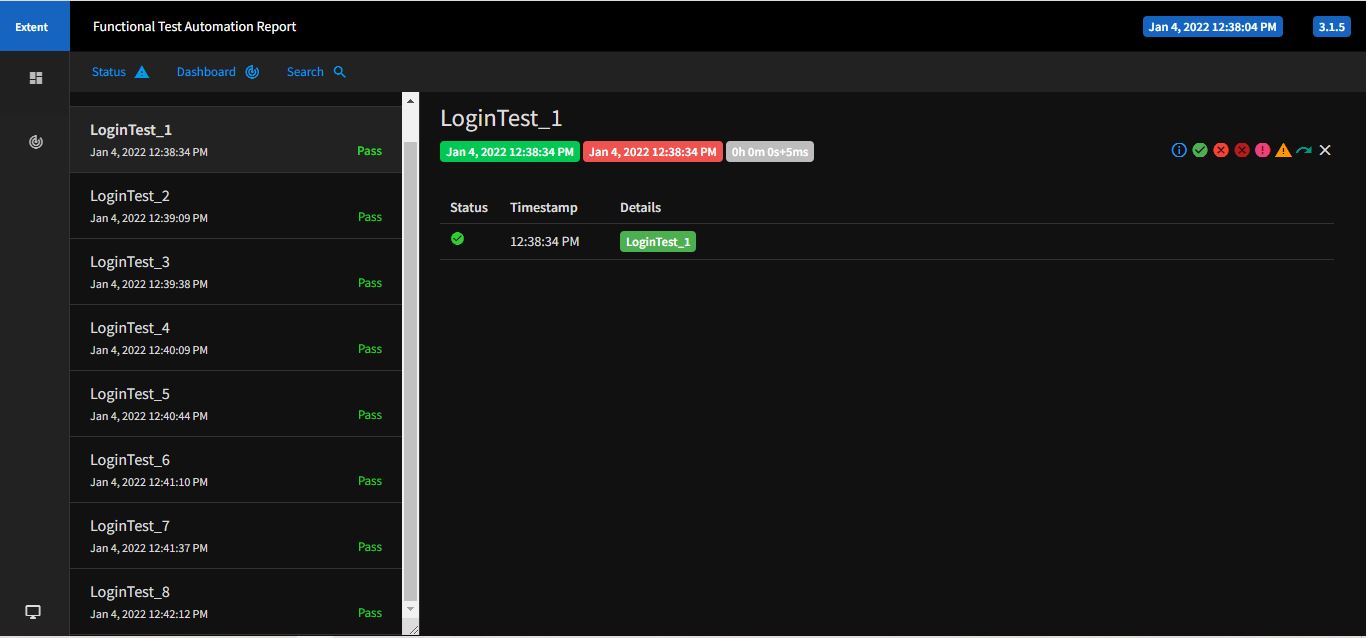 Extent
Functional Test Automation Report
Jan 4, 2022 12:38:04 PM
3.1.5
Status
Dashboard
Search
LoginTest_1
Jan 4, 2022 12:38:34 PM
Pass
LoginTest_2
Jan 4, 2022 12:39:09 PM
Pass
LoginTest_3
Jan 4, 2022 12:39:38 PM
Pass
LoginTest_4
Jan 4, 2022 12:40:09 PM
Pass
LoginTest_5
Jan 4, 2022 12:40:44 PM
Pass
LoginTest_6
Jan 4, 2022 12:41:10 PM
Pass
LoginTest_7
Jan 4, 2022 12:41:37 PM
Pass
LoginTest_8
Jan 4, 2022 12:42:12 PM
Pass
LoginTest_1
Jan 4, 2022 12:38:34 PM Jan 4, 2022 12:38:34 PM 0h 0m 0s+5ms
Status Timestamp Details
12:38:34 PM LoginTest_1